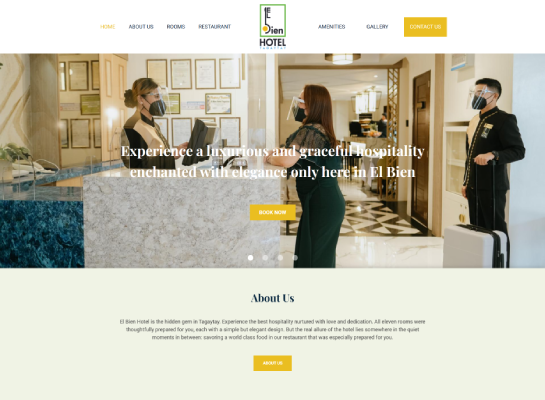 HOME
ABOUT US
ROOMS
RESTAURANT
El
Bien
HOTEL
TAGAYTAY
AMENITIES
GALLERY
CONTACT US
Experience a luxurious and graceful hospitality
enchanted with elegance only here in El Bien
BOOK NOW
About Us
El Bien Hotel is the hidden gem in Tagaytay. Experience the best hospitality nurtured with love and dedication. All eleven rooms were
thoughtfully prepared for you, each with a simple but elegant design. But the real allure of the hotel lies somewhere in the quiet
moments in between: savoring a world class food in our restaurant that was especially prepared for you.
ABOUT US